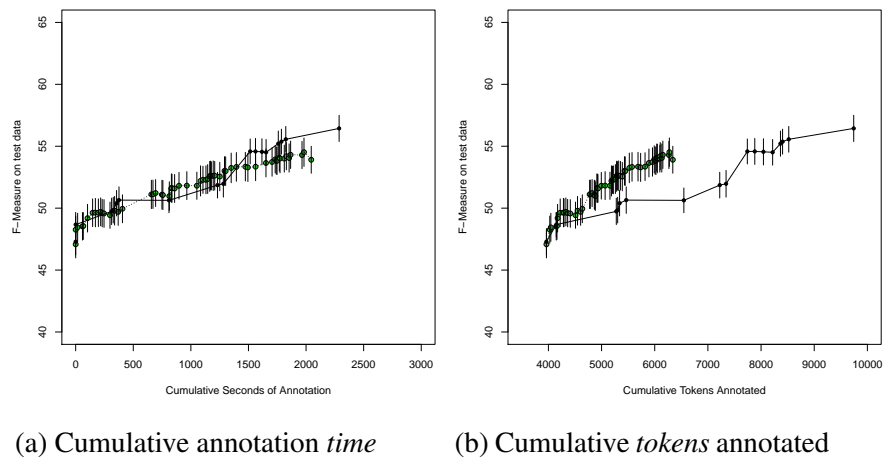 65
60
55
50
45
40
F−Measure on test data
0 500 1000 1500 2000 2500 3000
Cumulative Seconds of Annotation
65
60
55
50
45
40
F−Measure on test data
4000 5000 6000 7000 8000 9000 10000
Cumulative Tokens Annotated
(a) Cumulative annotation time
(b) Cumulative tokens annotated